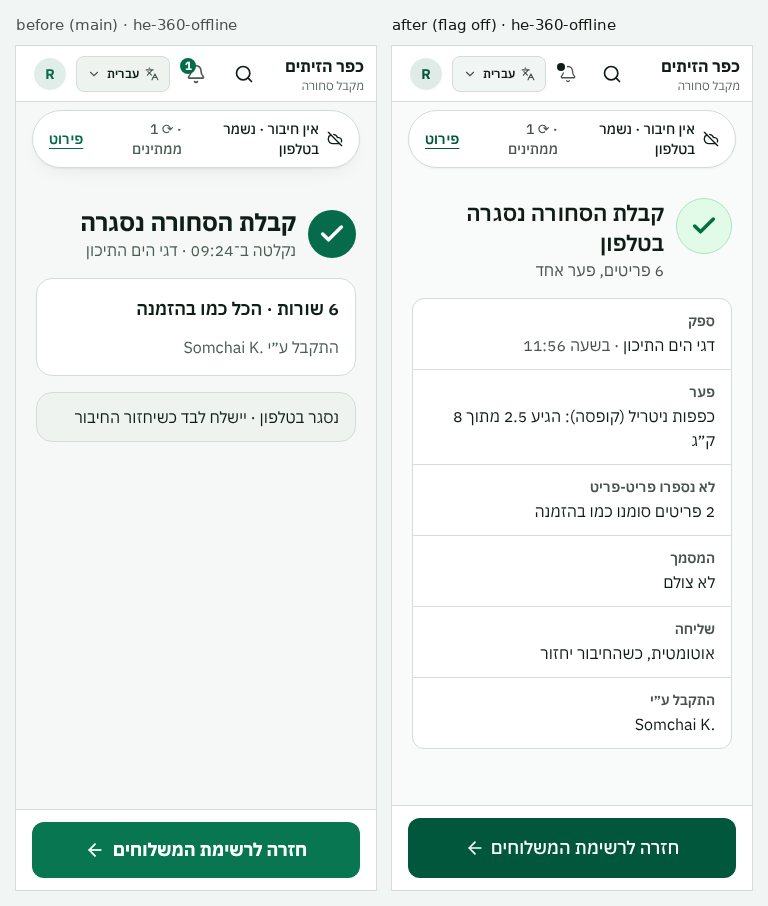 before (main) · he-360-offline
כפר הזיתים
מקבל סחורה
1
עברית
R
אין חיבור · נשמר
בטלפון
· ⟳ 1
ממתינים
פירוט
קבלת הסחורה נסגרה
נקלטה ב־09:24 · דגי הים התיכון
6 שורות · הכל כמו בהזמנה
התקבל ע״י Somchai K.
נסגר בטלפון · יישלח לבד כשיחזור החיבור
חזרה לרשימת המשלוחים ←
after (flag off) · he-360-offline
כפר הזיתים
מקבל סחורה
עברית
R
אין חיבור · נשמר
בטלפון
· ⟳ 1
ממתינים
פירוט
קבלת הסחורה נסגרה
בטלפון
6 פריטים, פער אחד
ספק
דגי הים התיכון · בשעה 11:56
פער
כפפות ניטריל (קופסה): הגיע 2.5 מתוך 8
ק״ג
לא נספרו פריט-פריט
2 פריטים סומנו כמו בהזמנה
המסמך
לא צולם
שליחה
אוטומטית, כשהחיבור יחזור
התקבל ע״י
Somchai K.
חזרה לרשימת המשלוחים ←